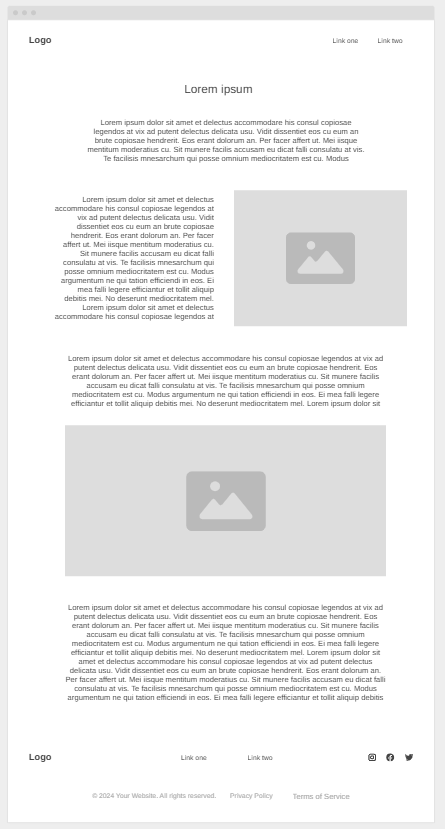 Logo
Link one Link two
Lorem ipsum
Lorem ipsum dolor sit amet et delectus accommodare his consul copiosae
legendos at vix ad putent delectus delicata usu. Vidit dissentiet eos cu eum an
brute copiosae hendrerit. Eos erant dolorum an. Per facer affert ut. Mei iisque
mentitum moderatius cu. Sit munere facilis accusam eu dicat falli consulatu at vis.
Te facilisis mnesarchum qui posse omnium mediocritatem est cu. Modus
Lorem ipsum dolor sit amet et delectus
accommodare his consul copiosae legendos at
vix ad putent delectus delicata usu. Vidit
dissentiet eos cu eum an brute copiosae
hendrerit. Eos erant dolorum an. Per facer
affert ut. Mei iisque mentitum moderatius cu.
Sit munere facilis accusam eu dicat falli
consulatu at vis. Te facilisis mnesarchum qui
posse omnium mediocritatem est cu. Modus
argumentum ne qui tation efficiendi in eos. Ei
mea falli legere efficiantur et tollit aliquip
debitis mei. No deserunt mediocritatem mel.
Lorem ipsum dolor sit amet et delectus
accommodare his consul copiosae legendos at
Lorem ipsum dolor sit amet et delectus accommodare his consul copiosae legendos at vix ad
putent delectus delicata usu. Vidit dissentiet eos cu eum an brute copiosae hendrerit. Eos
erant dolorum an. Per facer affert ut. Mei iisque mentitum moderatius cu. Sit munere facilis
accusam eu dicat falli consulatu at vis. Te facilisis mnesarchum qui posse omnium
mediocritatem est cu. Modus argumentum ne qui tation efficiendi in eos. Ei mea falli legere
efficiantur et tollit aliquip debitis mei. No deserunt mediocritatem mel. Lorem ipsum dolor sit
Lorem ipsum dolor sit amet et delectus accommodare his consul copiosae legendos at vix ad
putent delectus delicata usu. Vidit dissentiet eos cu eum an brute copiosae hendrerit. Eos
erant dolorum an. Per facer affert ut. Mei iisque mentitum moderatius cu. Sit munere facilis
accusam eu dicat falli consulatu at vis. Te facilisis mnesarchum qui posse omnium
mediocritatem est cu. Modus argumentum ne qui tation efficiendi in eos. Ei mea falli legere
efficiantur et tollit aliquip debitis mei. No deserunt mediocritatem mel. Lorem ipsum dolor sit
amet et delectus accommodare his consul copiosae legendos at vix ad putent delectus
delicata usu. Vidit dissentiet eos cu eum an brute copiosae hendrerit. Eos erant dolorum an.
Per facer affert ut. Mei iisque mentitum moderatius cu. Sit munere facilis accusam eu dicat falli
consulatu at vis. Te facilisis mnesarchum qui posse omnium mediocritatem est cu. Modus
argumentum ne qui tation efficiendi in eos. Ei mea falli legere efficiantur et tollit aliquip debitis
Logo Link one Link two
© 2024 Your Website. All rights reserved. Privacy Policy Terms of Service